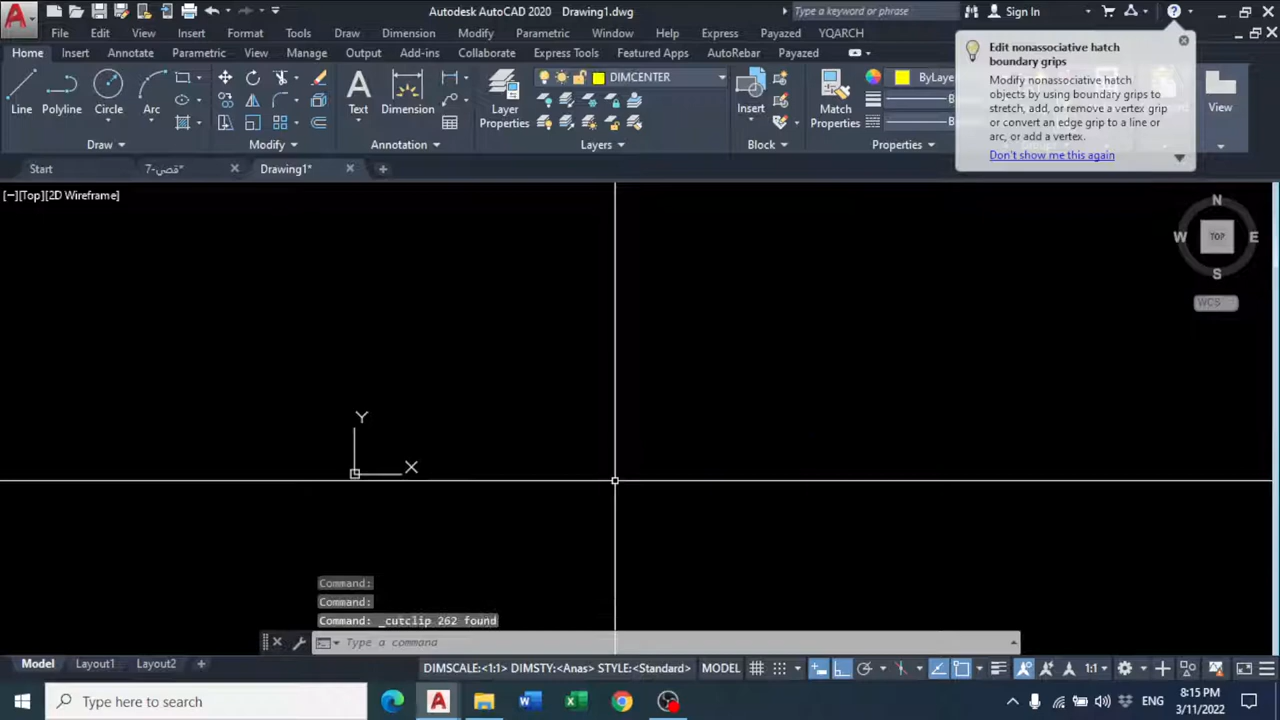 Autodesk AutoCAD 2020 Drawing1.dwg
Type a keyword or phrase
Sign In
File Edit View Insert Format Tools Draw Dimension Modify Parametric Window Help Express Payazed YQARCH
Home Insert Annotate Parametric View Manage Output Add-ins Collaborate Express Tools Featured Apps AutoRebar Payazed
Line
Polyline
Circle
Arc
Text
Dimension
Layer
Properties
DIMCENTER
Insert
Match
Properties
ByLaye
B
B
View
Draw
Modify
Annotation
Layers
Block
Properties
Edit nonassociative hatch
boundary grips
Modify nonassociative hatch
objects by using boundary grips to
stretch, add, or remove a vertex grip
or convert an edge grip to a line or
arc, or add a vertex.
Don't show me this again
Start
قصي-7*
Drawing1*
[−][Top][2D Wireframe]
N
W
TOP
E
S
WCS
Y
X
Command:
Command:
Command: _cutclip 262 found
Type a command
Model Layout1 Layout2
DIMSCALE:<1:1> DIMSTY:<Anas> STYLE:<Standard>
MODEL
1:1
Type here to search
ENG
8:15 PM
3/11/2022